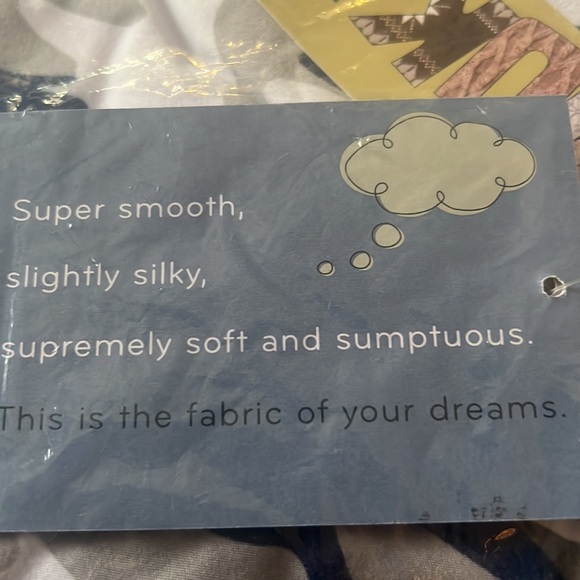 Super smooth,
slightly silky,
supremely soft and sumptuous.
This is the fabric of your dreams.